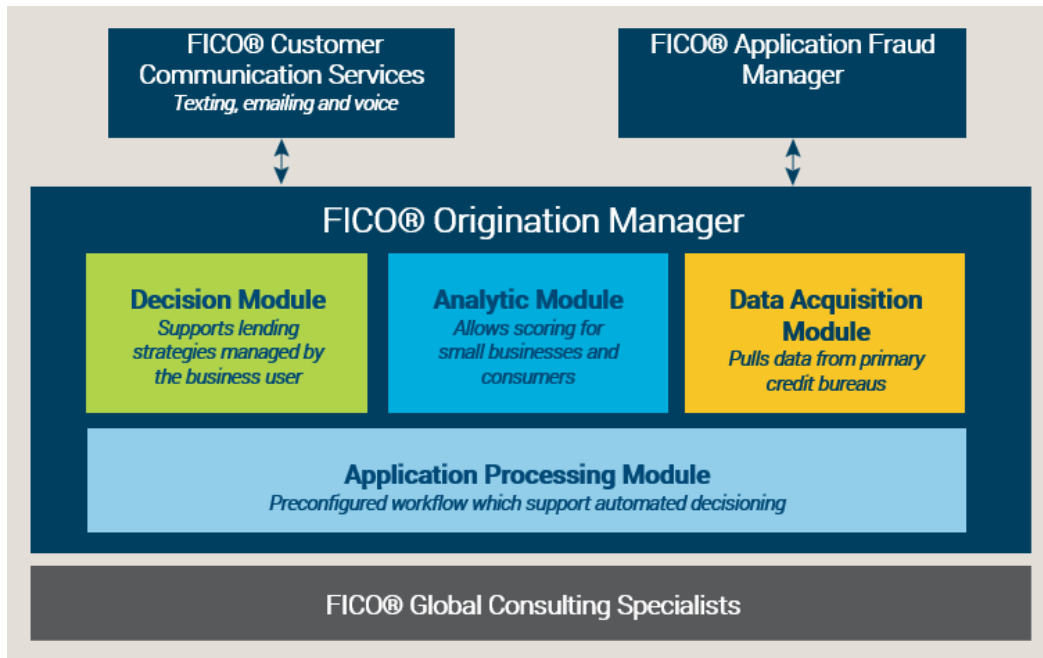 FICO® Customer
Communication Services
Texting, emailing and voice
FICO® Application Fraud
Manager
FICO® Origination Manager
Decision Module
Supports lending
strategies managed by
the business user
Analytic Module
Allows scoring for
small businesses and
consumers
Data Acquisition
Module
Pulls data from primary
credit bureaus
Application Processing Module
Preconfigured workflow which support automated decisioning
FICO® Global Consulting Specialists